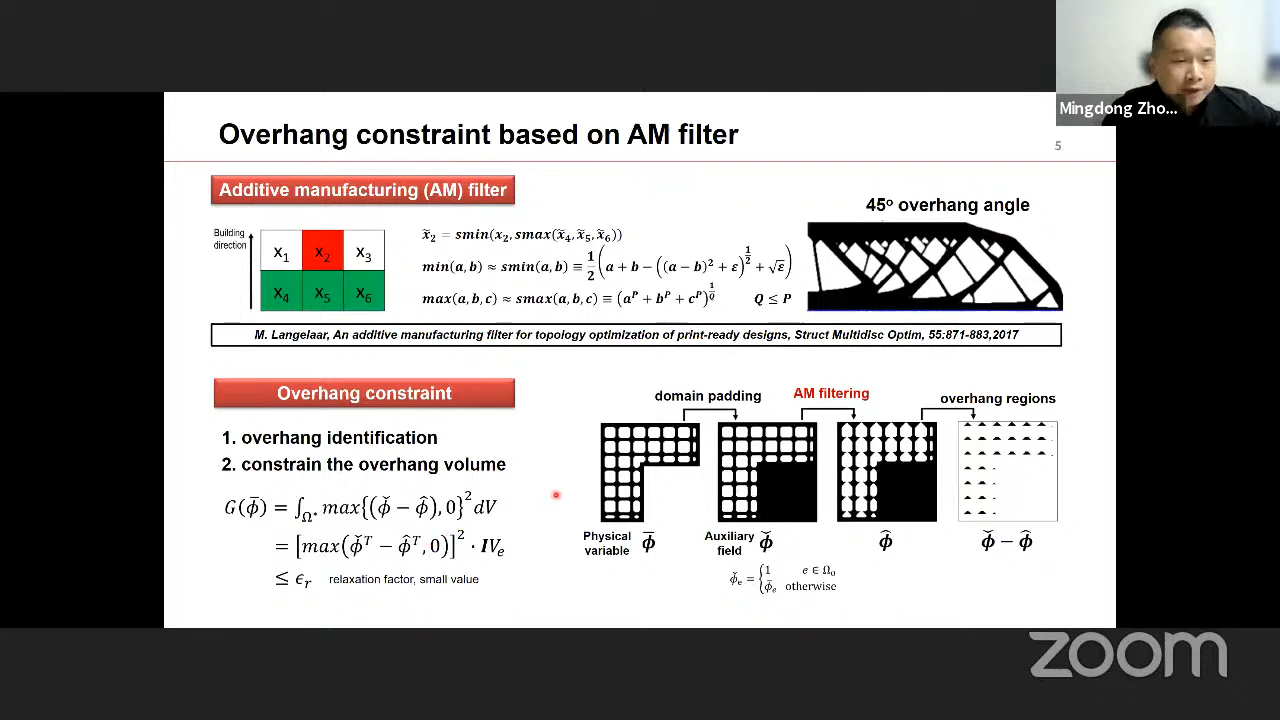 Mingdong Zho...
Overhang constraint based on AM filter
5
Additive manufacturing (AM) filter
45° overhang angle
Building direction
x₁ x₂ x₃
x₄ x₅ x₆
x̃₂ = smin(x₂, smax(x̃₄, x̃₅, x̃₆))
min(a, b) ≈ smin(a, b) ≡ 1/2 (a + b − ((a − b)² + ε)^(1/2) + √ε)
max(a, b, c) ≈ smax(a, b, c) ≡ (a^P + b^P + c^P)^(1/Q) Q ≤ P
M. Langelaar, An additive manufacturing filter for topology optimization of print-ready designs, Struct Multidisc Optim, 55:871-883,2017
Overhang constraint
domain padding
AM filtering
overhang regions
1. overhang identification
2. constrain the overhang volume
G(ϕ̄) = ∫_Ω* max{(ϕ̌ − ϕ̂), 0}² dV
= [max(ϕ̌^T − ϕ̂^T, 0)]² · IVₑ
≤ ϵᵣ relaxation factor, small value
Physical variable ϕ̄
Auxiliary field ϕ̌
ϕ̂
ϕ̌ − ϕ̂
ϕ̌ₑ = {1 e ∈ Ω₀
ϕ̄ₑ otherwise
zoom